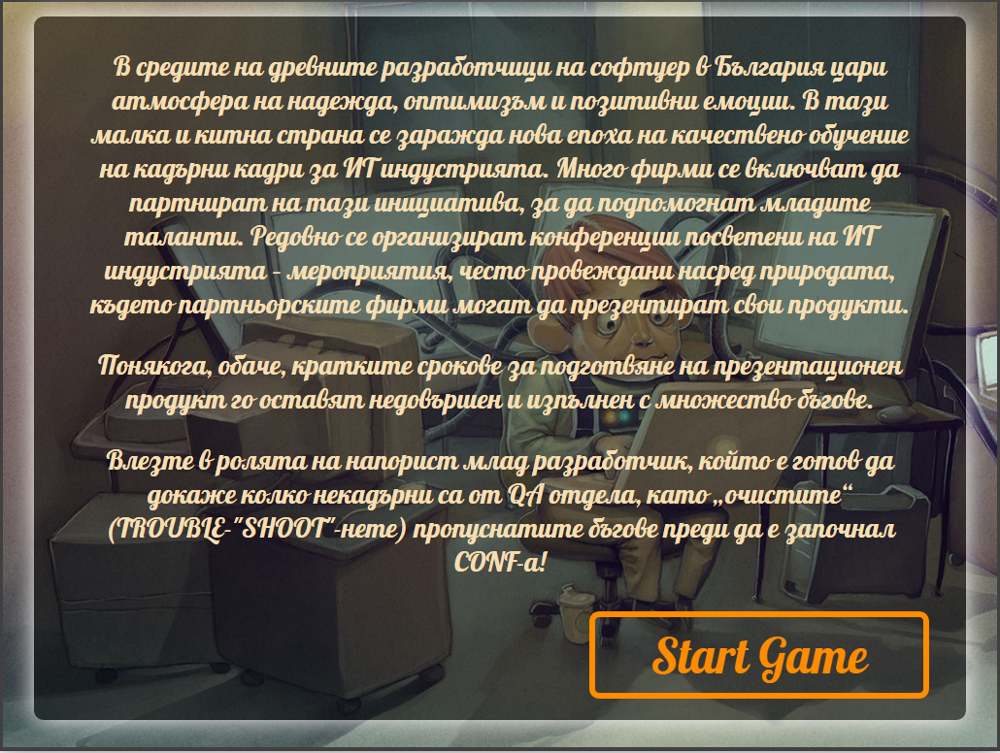 В средите на древните разработчици на софтуер в България цари
атмосфера на надежда, оптимизъм и позитивни емоции. В тази
малка и китна страна се заражда нова епоха на качествено обучение
на кадърни кадри за ИТ индустрията. Много фирми се включват да
партнират на тази инициатива, за да подпомогнат младите
таланти. Редовно се организират конференции посветени на ИТ
индустрията - мероприятия, често провеждани насред природата,
където партньорските фирми могат да презентират свои продукти.
Понякога, обаче, кратките срокове за подготвяне на презентационен
продукт го оставят недовършен и изпълнен с множество бъгове.
Влезте в ролята на напорист млад разработчик, който е готов да
докаже колко некадърни са от QA отдела, като „очистите“
(TROUBLE-"SHOOT"-нете) пропуснатите бъгове преди да е започнал
CONF-а!
Start Game